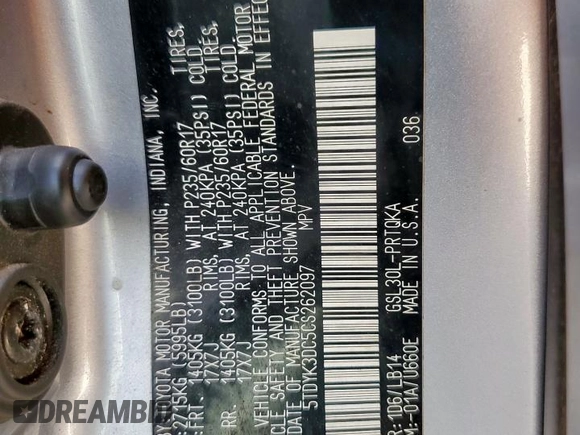 TOYOTA MOTOR MANUFACTURING, INDIANA, INC.
2715KG (5995LB)
FRT. 1405KG (3100LB) WITH P235/60R17 TIRES,
17X7J RIMS, AT 240KPA (35PSI) COLD.
RR. 1405KG (3100LB) WITH P235/60R17 TIRES,
17X7J RIMS, AT 240KPA (35PSI) COLD.
VEHICLE CONFORMS TO ALL APPLICABLE FEDERAL MOTOR
VEHICLE SAFETY AND THEFT PREVENTION STANDARDS IN EFFECT
DATE OF MANUFACTURE SHOWN ABOVE.
5TDYK3DC5CS262097 MPV
036
1D6/LB14 GSL30L-PRTQKA
01A/U660E MADE IN U.S.A.
DREAMBID